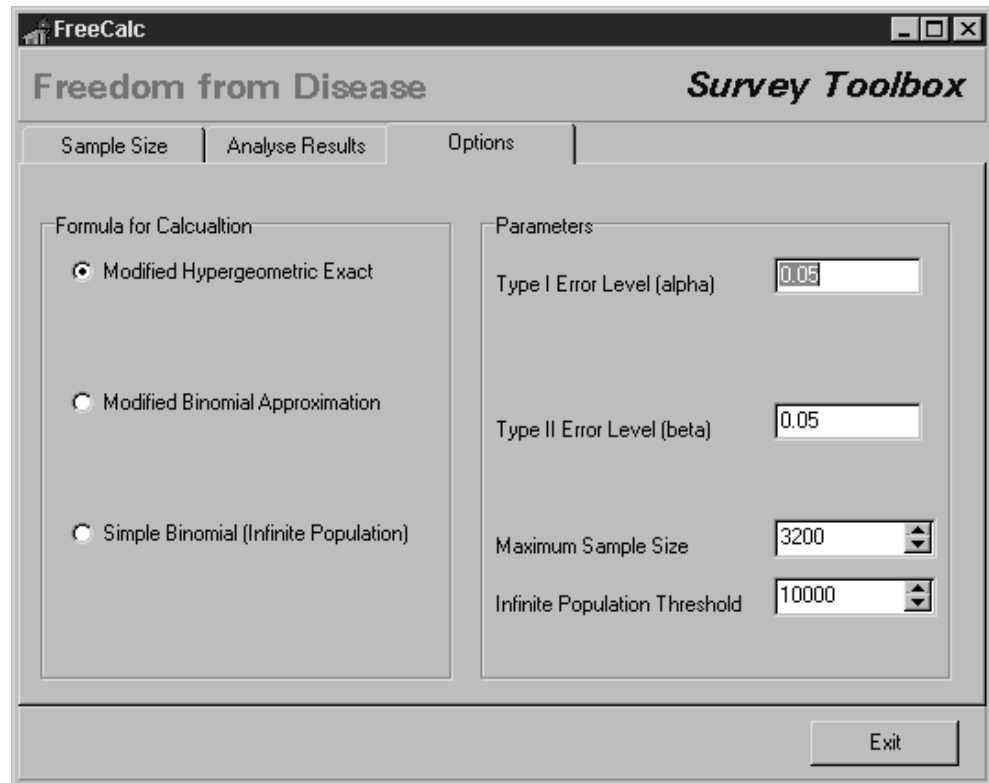 FreeCalc
Freedom from Disease
Survey Toolbox
Sample Size
Analyse Results
Options
Formula for Calcualtion
Modified Hypergeometric Exact
Modified Binomial Approximation
Simple Binomial (Infinite Population)
Parameters
Type I Error Level (alpha)
0.05
Type II Error Level (beta)
0.05
Maximum Sample Size
3200
Infinite Population Threshold
10000
Exit